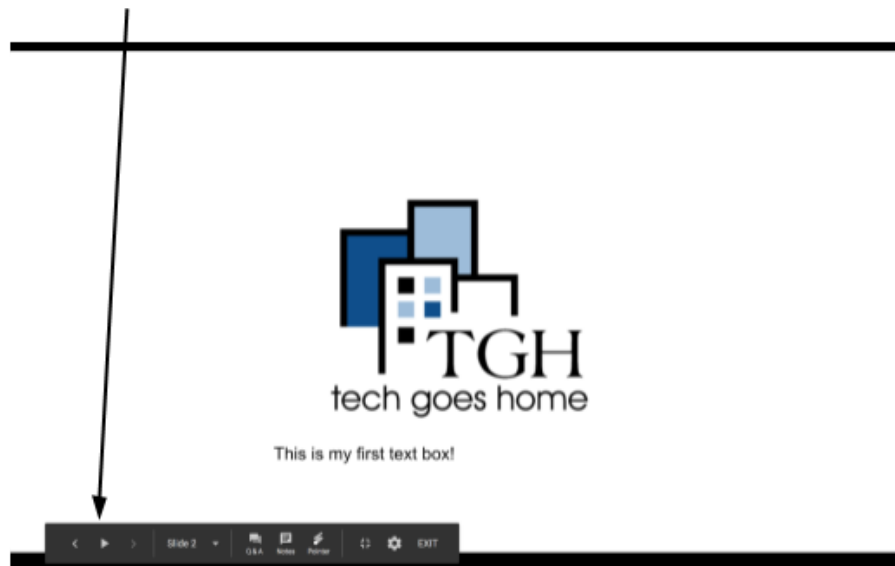 TGH
tech goes home
This is my first text box!
Slide 2
Q&A Notes Pointer EXIT